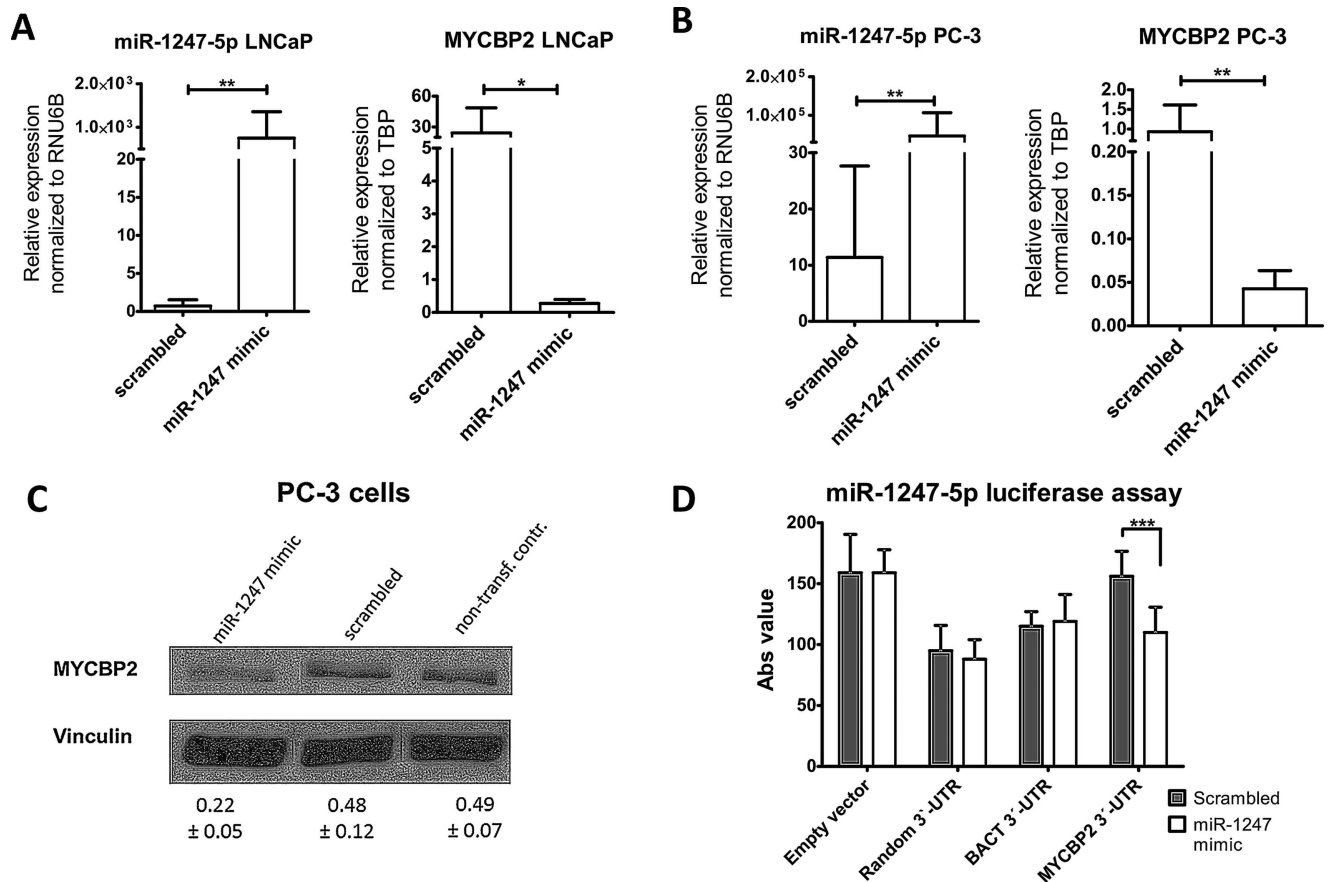 A
miR-1247-5p LNCaP
Relative expression
normalized to RNU6B
2.0×10³
1.0×10³
20
15
10
5
0
**
scrambled
miR-1247 mimic
MYCBP2 LNCaP
Relative expression
normalized to TBP
60
30
5
4
3
2
1
0
*
scrambled
miR-1247 mimic
B
miR-1247-5p PC-3
Relative expression
normalized to RNU6B
2.0×10⁵
1.0×10⁵
30
20
10
0
**
scrambled
miR-1247 mimic
MYCBP2 PC-3
Relative expression
normalized to TBP
2.0
1.5
1.0
0.20
0.15
0.10
0.05
0.00
**
scrambled
miR-1247 mimic
C
PC-3 cells
miR-1247 mimic
scrambled
non-transf. contr.
MYCBP2
Vinculin
0.22 0.48 0.49
± 0.05 ± 0.12 ± 0.07
D
miR-1247-5p luciferase assay
Abs value
200
150
100
50
0
***
Empty vector
Random 3`-UTR
BACT 3´-UTR
MYCBP2 3´-UTR
Scrambled
miR-1247
mimic